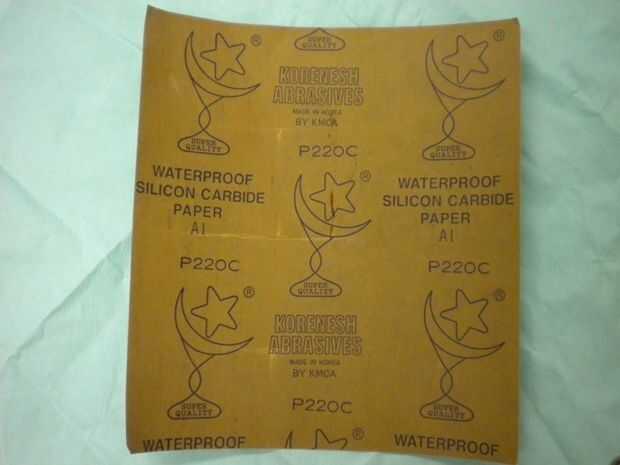 ®
SUPER
QUALITY
®
KORENESH
ABRASIVES
MADE IN KOREA
BY KMCA
SUPER
QUALITY
P220C
SUPER
QUALITY
®
WATERPROOF
SILICON CARBIDE
PAPER
A1
WATERPROOF
SILICON CARBIDE
PAPER
A1
P220C
SUPER
QUALITY
P220C
®
®
KORENESH
ABRASIVES
MADE IN KOREA
BY KMCA
SUPER
QUALITY
P220C
SUPER
QUALITY
WATERPROOF
®
WATERPROOF